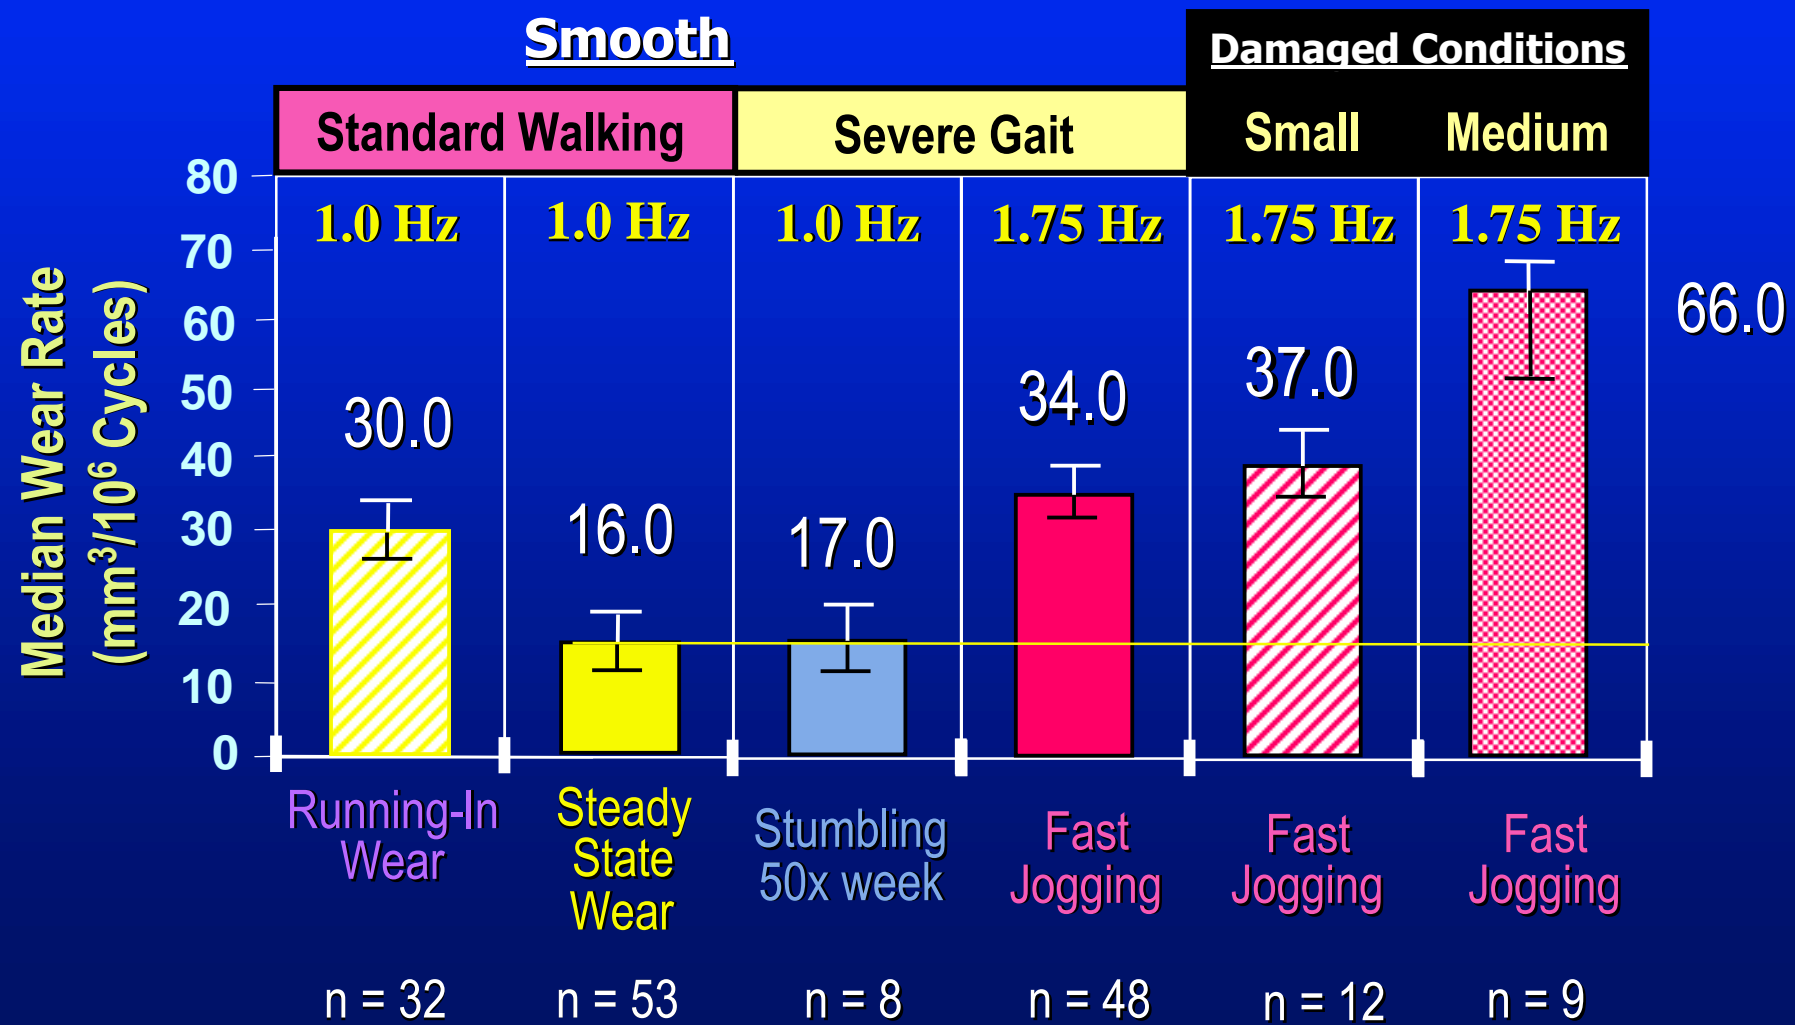 Smooth
Damaged Conditions
Standard Walking
Severe Gait
Small
Medium
80
70
60
50
40
30
20
10
0
Median Wear Rate
(mm³/10⁶ Cycles)
1.0 Hz
1.0 Hz
1.0 Hz
1.75 Hz
1.75 Hz
1.75 Hz
30.0
16.0
17.0
34.0
37.0
66.0
Running-In
Wear
Steady
State
Wear
Stumbling
50x week
Fast
Jogging
Fast
Jogging
Fast
Jogging
n = 32
n = 53
n = 8
n = 48
n = 12
n = 9